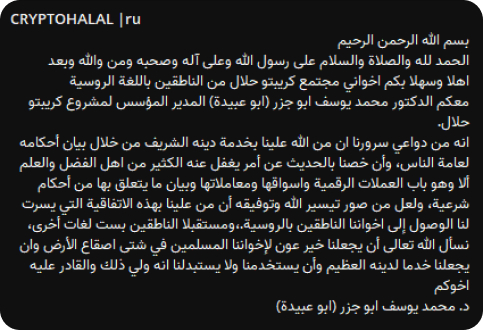 CRYPTOHALAL |ru
بسم الله الرحمن الرحيم
الحمد لله والصلاة والسلام على رسول الله وعلى آله وصحبه ومن والاه وبعد
اهلا وسهلا بكم اخواني مجتمع كريبتو حلال من الناطقين باللغة الروسية
معكم الدكتور محمد يوسف ابو جزر (ابو عبيدة) المدير المؤسس لمشروع كريبتو
حلال.
انه من دواعي سرورنا ان من الله علينا بخدمة دينه الشريف من خلال بيان أحكامه
لعامة الناس، وأن خصنا بالحديث عن أمر يغفل عنه الكثير من اهل الفضل والعلم
ألا وهو باب العملات الرقمية واسواقها ومعاملاتها وبيان ما يتعلق بها من أحكام
شرعية، ولعل من صور تيسير الله وتوفيقه أن من علينا بهذه الاتفاقية التي يسرت
لنا الوصول إلى اخواننا الناطقين بالروسية.،ومستقبلا الناطقين بست لغات أخرى،
نسأل الله تعالى أن يجعلنا خير عون لإخواننا المسلمين في شتى اصقاع الأرض وان
يجعلنا خدما لدينه العظيم وأن يستخدمنا ولا يستبدلنا انه ولي ذلك والقادر عليه
اخوكم
د. محمد يوسف ابو جزر (ابو عبيدة)